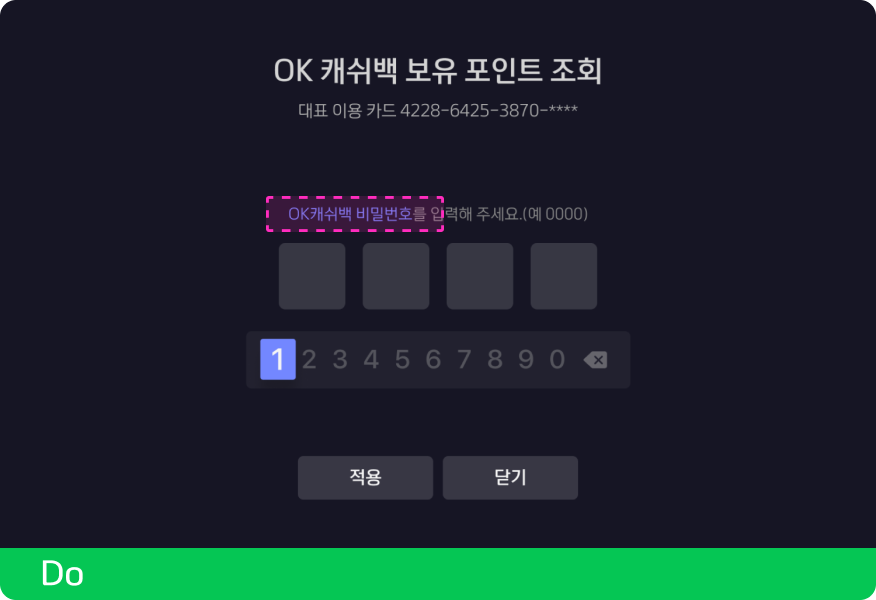 OK 캐쉬백 보유 포인트 조회
대표 이용 카드 4228-6425-3870-****
OK캐쉬백 비밀번호를 입력해 주세요.(예 0000)
1 2 3 4 5 6 7 8 9 0
적용 닫기
Do